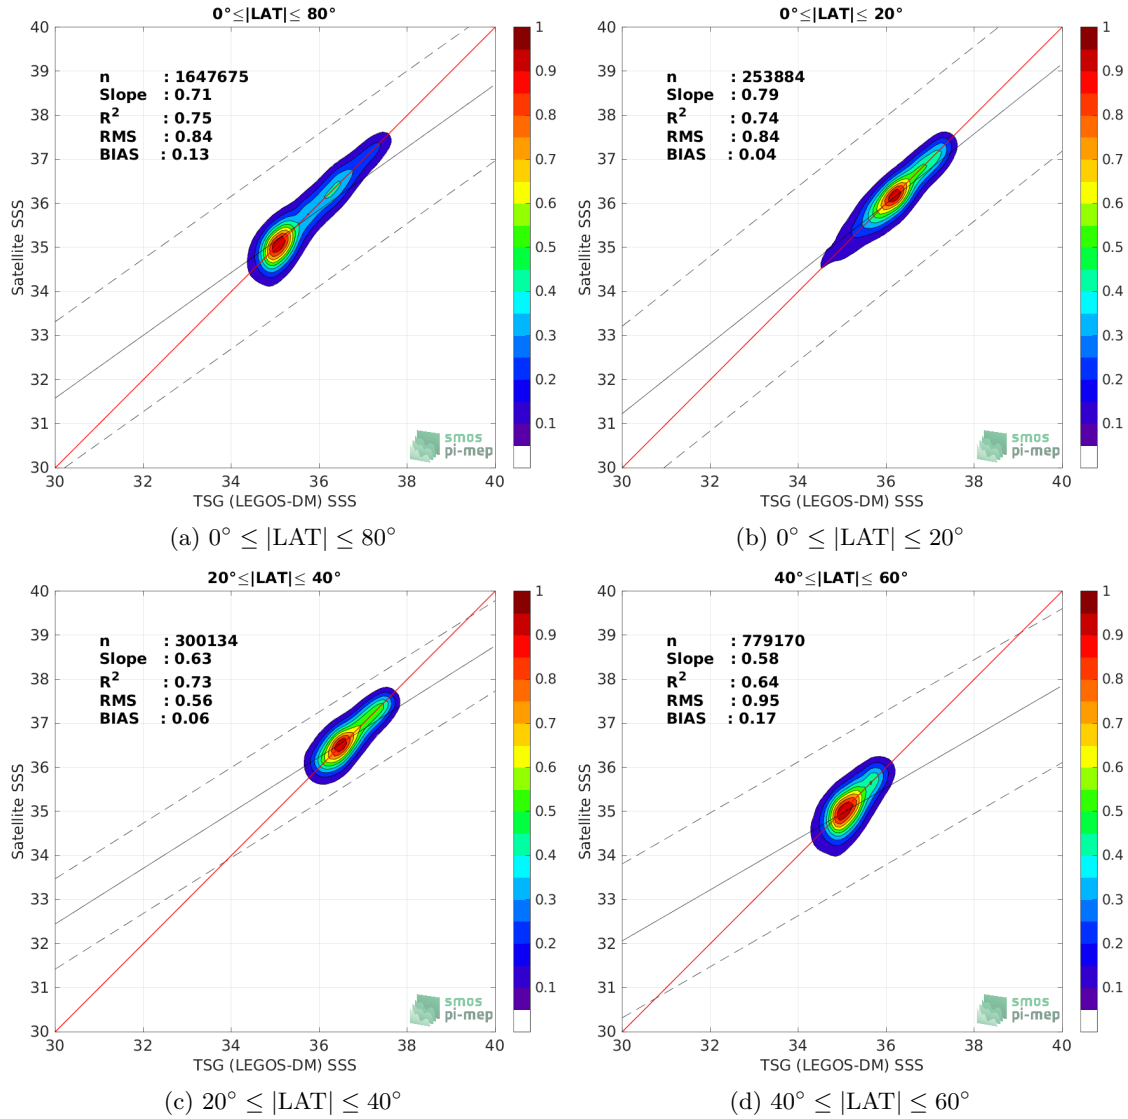 0°≤|LAT|≤ 80°
n : 1647675
Slope : 0.71
R² : 0.75
RMS : 0.84
BIAS : 0.13
Satellite SSS
40
39
38
37
36
35
34
33
32
31
30
30 32 34 36 38 40
TSG (LEGOS-DM) SSS
1
0.9
0.8
0.7
0.6
0.5
0.4
0.3
0.2
0.1
smos
pi-mep
(a) 0° ≤ |LAT| ≤ 80°
0°≤|LAT|≤ 20°
n : 253884
Slope : 0.79
R² : 0.74
RMS : 0.84
BIAS : 0.04
Satellite SSS
40
39
38
37
36
35
34
33
32
31
30
30 32 34 36 38 40
TSG (LEGOS-DM) SSS
1
0.9
0.8
0.7
0.6
0.5
0.4
0.3
0.2
0.1
smos
pi-mep
(b) 0° ≤ |LAT| ≤ 20°
20°≤|LAT|≤ 40°
n : 300134
Slope : 0.63
R² : 0.73
RMS : 0.56
BIAS : 0.06
Satellite SSS
40
39
38
37
36
35
34
33
32
31
30
30 32 34 36 38 40
TSG (LEGOS-DM) SSS
1
0.9
0.8
0.7
0.6
0.5
0.4
0.3
0.2
0.1
smos
pi-mep
(c) 20° ≤ |LAT| ≤ 40°
40°≤|LAT|≤ 60°
n : 779170
Slope : 0.58
R² : 0.64
RMS : 0.95
BIAS : 0.17
Satellite SSS
40
39
38
37
36
35
34
33
32
31
30
30 32 34 36 38 40
TSG (LEGOS-DM) SSS
1
0.9
0.8
0.7
0.6
0.5
0.4
0.3
0.2
0.1
smos
pi-mep
(d) 40° ≤ |LAT| ≤ 60°